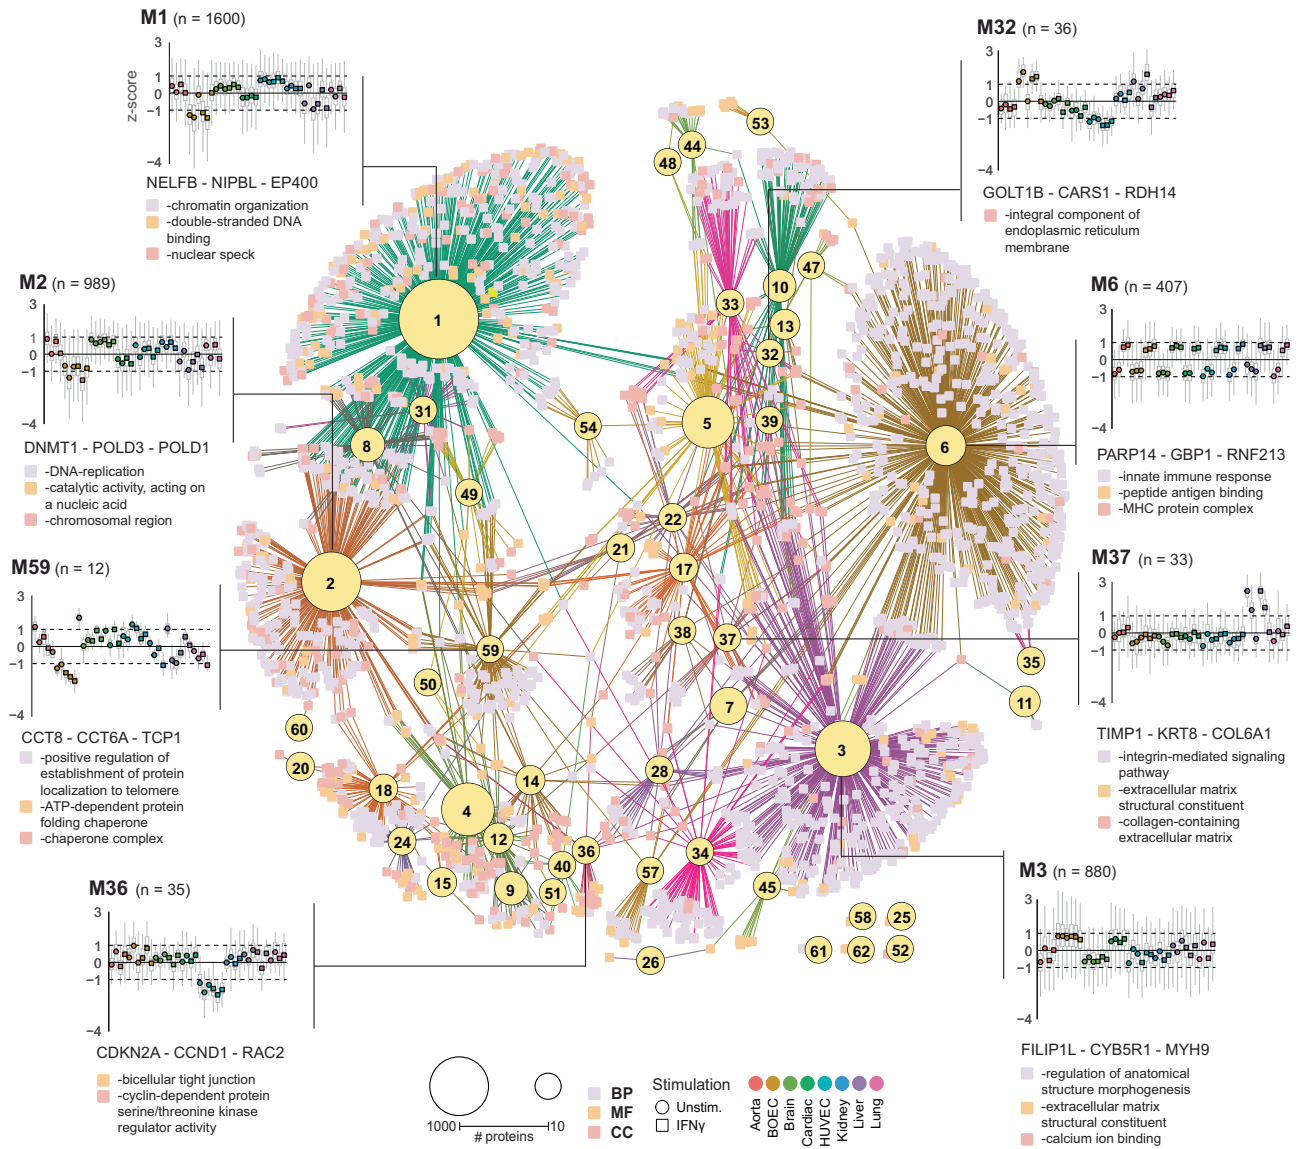 M1 (n = 1600)
3
1
0
−1
−4
z-score
NELFB - NIPBL - EP400
-chromatin organization
-double-stranded DNA
binding
-nuclear speck
M2 (n = 989)
3
1
0
−1
−4
DNMT1 - POLD3 - POLD1
-DNA-replication
-catalytic activity, acting on
a nucleic acid
-chromosomal region
M59 (n = 12)
3
1
0
−1
−4
CCT8 - CCT6A - TCP1
-positive regulation of
establishment of protein
localization to telomere
-ATP-dependent protein
folding chaperone
-chaperone complex
M36 (n = 35)
3
1
0
−1
−4
CDKN2A - CCND1 - RAC2
-bicellular tight junction
-cyclin-dependent protein
serine/threonine kinase
regulator activity
M32 (n = 36)
3
1
0
−1
−4
GOLT1B - CARS1 - RDH14
-integral component of
endoplasmic reticulum
membrane
M6 (n = 407)
3
1
0
−1
−4
PARP14 - GBP1 - RNF213
-innate immune response
-peptide antigen binding
-MHC protein complex
M37 (n = 33)
3
1
0
−1
−4
TIMP1 - KRT8 - COL6A1
-integrin-mediated signaling
pathway
-extracellular matrix
structural constituent
-collagen-containing
extracellular matrix
M3 (n = 880)
3
1
0
−1
−4
FILIP1L - CYB5R1 - MYH9
-regulation of anatomical
structure morphogenesis
-extracellular matrix
structural constituent
-calcium ion binding
53
44
48
47
10
33
13
1
32
31
39
5
54
8
6
49
22
21
17
2
38
37
59
35
50
11
7
60
3
20
28
14
18
4
12
24
36
34
40
57
15
9
51
45
58
25
61
62
52
26
1000
10
# proteins
BP
MF
CC
Stimulation
Unstim.
IFNγ
Aorta
BOEC
Brain
Cardiac
HUVEC
Kidney
Liver
Lung